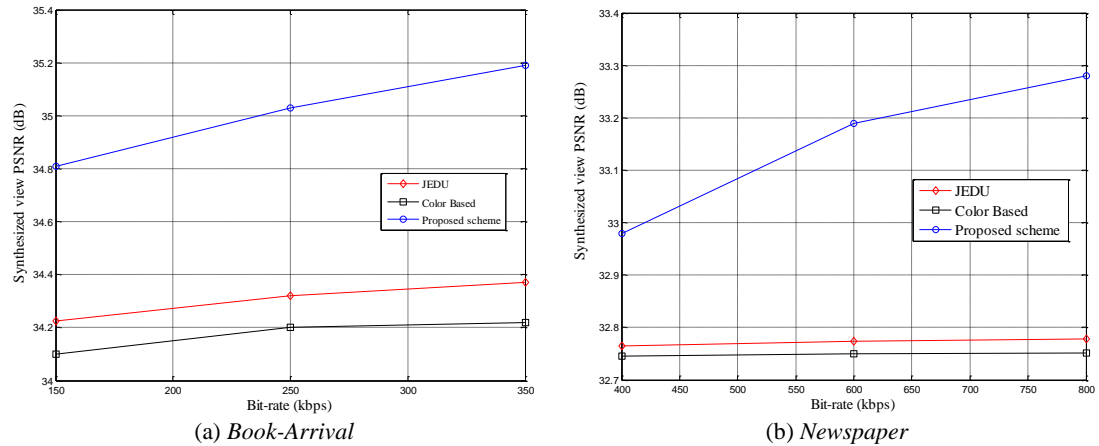 35.4
35.2
35
34.8
34.6
34.4
34.2
34
150
200
250
300
350
Synthesized view PSNR (dB)
Bit-rate (kbps)
JEDU
Color Based
Proposed scheme
(a) Book-Arrival
33.4
33.3
33.2
33.1
33
32.9
32.8
32.7
400
450
500
550
600
650
700
750
800
Synthesized view PSNR (dB)
Bit-rate (kbps)
JEDU
Color Based
Proposed scheme
(b) Newspaper